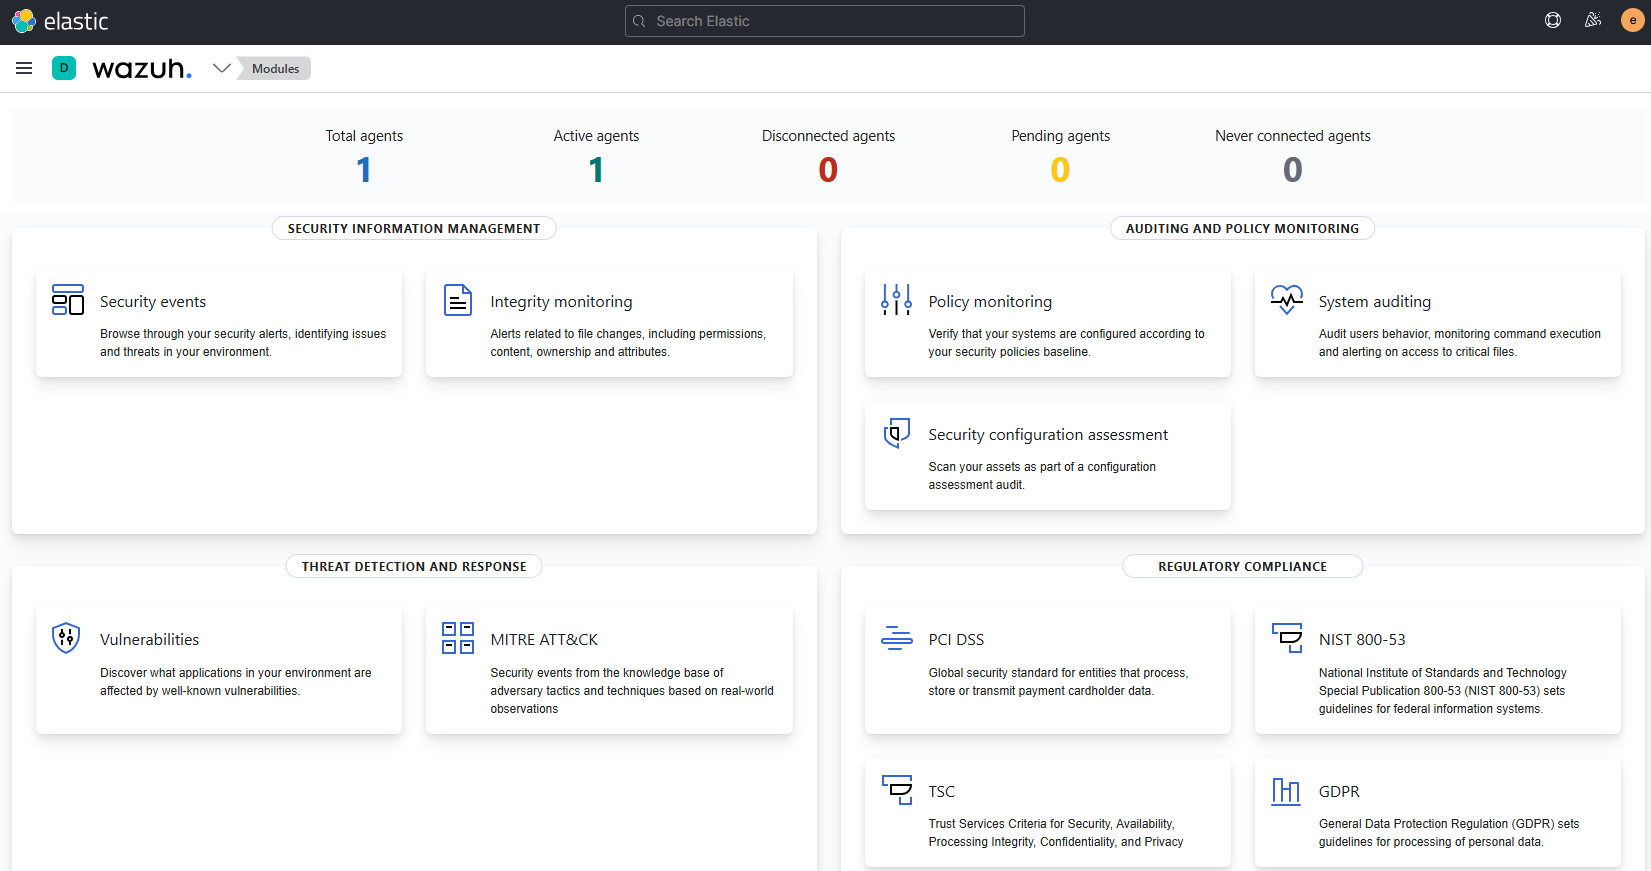 elastic
Search Elastic
e
D
wazuh.
Modules
Total agents
1
Active agents
1
Disconnected agents
0
Pending agents
0
Never connected agents
0
SECURITY INFORMATION MANAGEMENT
Security events
Browse through your security alerts, identifying issues
and threats in your environment.
Integrity monitoring
Alerts related to file changes, including permissions,
content, ownership and attributes.
AUDITING AND POLICY MONITORING
Policy monitoring
Verify that your systems are configured according to
your security policies baseline.
System auditing
Audit users behavior, monitoring command execution
and alerting on access to critical files.
Security configuration assessment
Scan your assets as part of a configuration
assessment audit.
THREAT DETECTION AND RESPONSE
Vulnerabilities
Discover what applications in your environment are
affected by well-known vulnerabilities.
MITRE ATT&CK
Security events from the knowledge base of
adversary tactics and techniques based on real-world
observations
REGULATORY COMPLIANCE
PCI DSS
Global security standard for entities that process,
store or transmit payment cardholder data.
NIST 800-53
National Institute of Standards and Technology
Special Publication 800-53 (NIST 800-53) sets
guidelines for federal information systems.
TSC
Trust Services Criteria for Security, Availability,
Processing Integrity, Confidentiality, and Privacy
GDPR
General Data Protection Regulation (GDPR) sets
guidelines for processing of personal data.